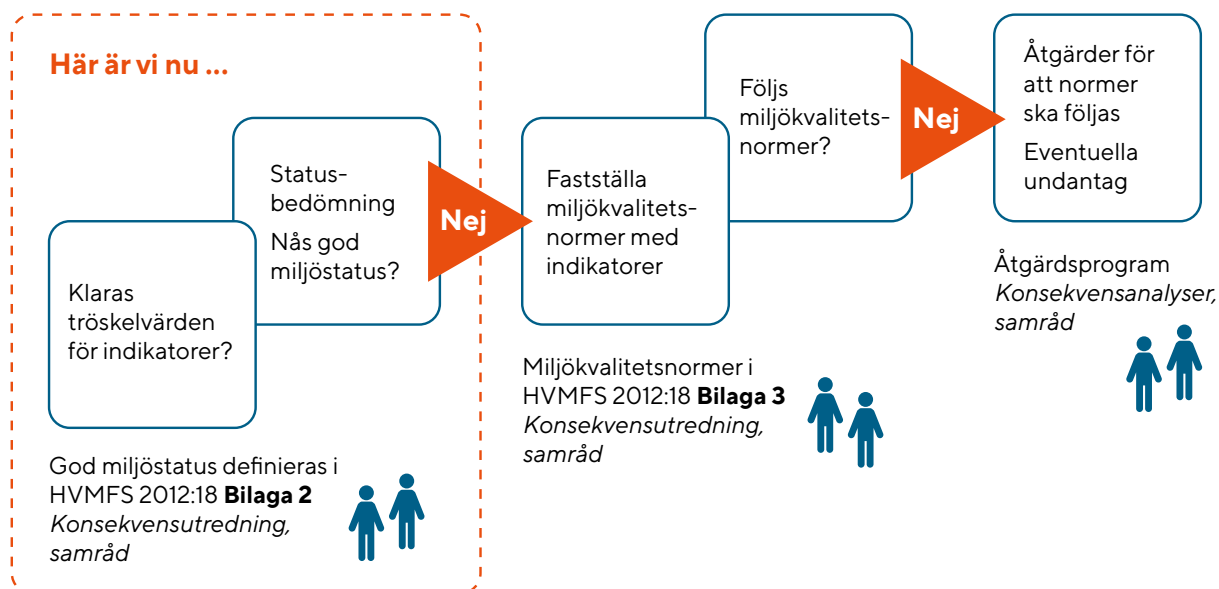 Här är vi nu ...
Klaras
tröskelvärden
för indikatorer?
Status-
bedömning
Nås god
miljöstatus?
Nej
God miljöstatus definieras i
HVMFS 2012:18 Bilaga 2
Konsekvensutredning,
samråd
Fastställa
miljökvalitets-
normer med
indikatorer
Följs
miljökvalitets-
normer?
Nej
Miljökvalitetsnormer i
HVMFS 2012:18 Bilaga 3
Konsekvensutredning,
samråd
Åtgärder för
att normer
ska följas
Eventuella
undantag
Åtgärdsprogram
Konsekvensanalyser,
samråd